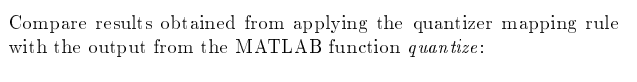 Compare results obtained from applying the quantizer mapping rule
with the output from the MATLAB function quantize: